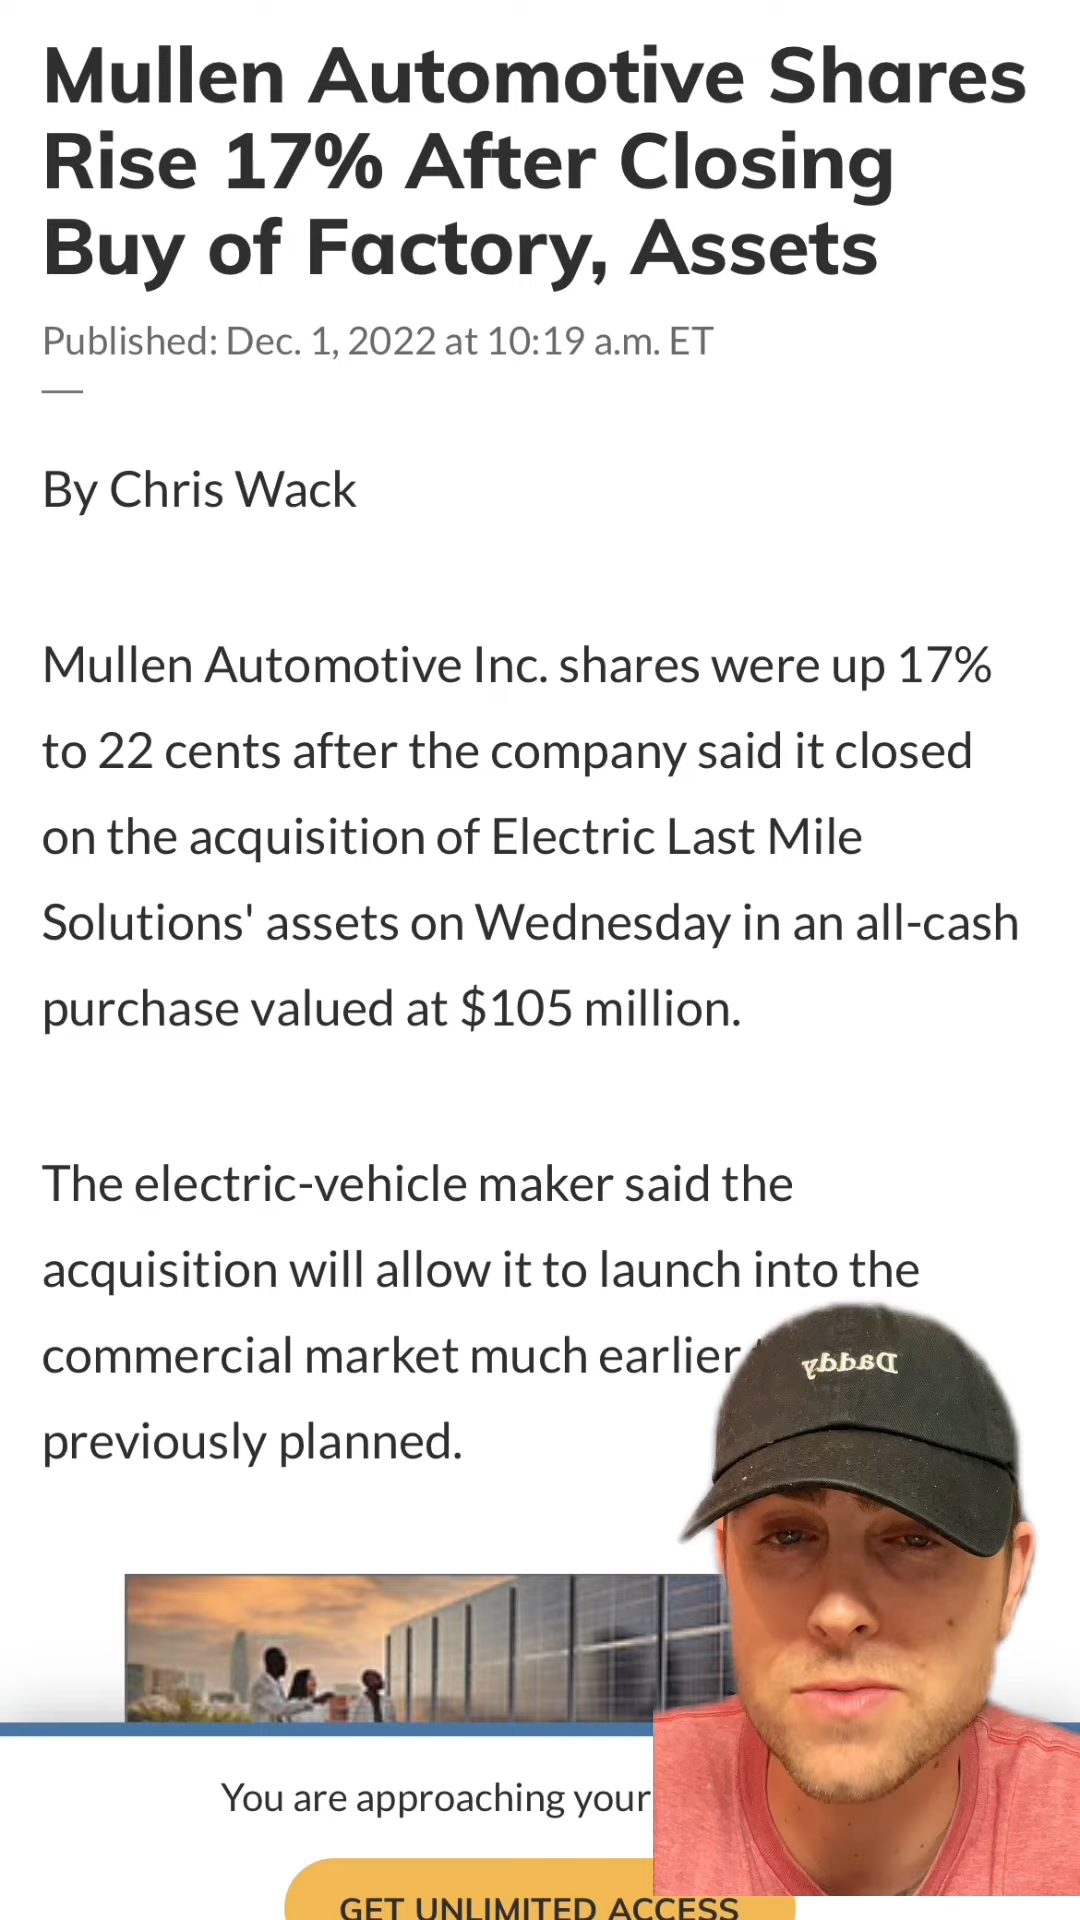 Mullen Automotive Shares
Rise 17% After Closing
Buy of Factory, Assets
Published: Dec. 1, 2022 at 10:19 a.m. ET
By Chris Wack
Mullen Automotive Inc. shares were up 17%
to 22 cents after the company said it closed
on the acquisition of Electric Last Mile
Solutions' assets on Wednesday in an all-cash
purchase valued at $105 million.
The electric-vehicle maker said the
acquisition will allow it to launch into the
commercial market much earlier
previously planned.
Daddy
You are approaching your
GET UNLIMITED ACCESS